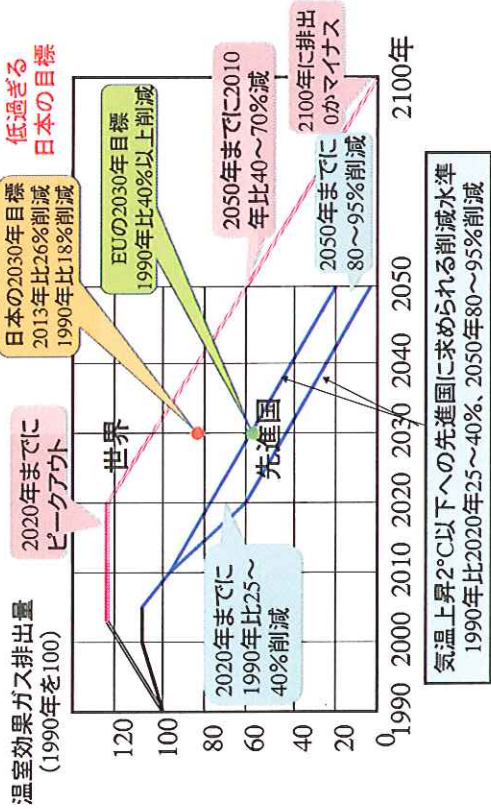 低過ぎる
日本の目標
温室効果ガス排出量
(1990年を100)
2020年までに
ピークアウト
日本の2030年目標
2013年比26%削減
1990年比18%削減
EUの2030年目標
1990年比40%以上削減
2050年までに2010
年比40~70%減
2100年に排出
0かマイナス
世界
先進国
2020年までに
1990年比25~
40%削減
2050年までに
80~95%削減
120
100
80
60
40
20
0
1990
2000
2010
2020
2030
2040
2050
2100年
気温上昇2℃以下への先進国に求められる削減水準
1990年比2020年25~40%、2050年80~95%削減